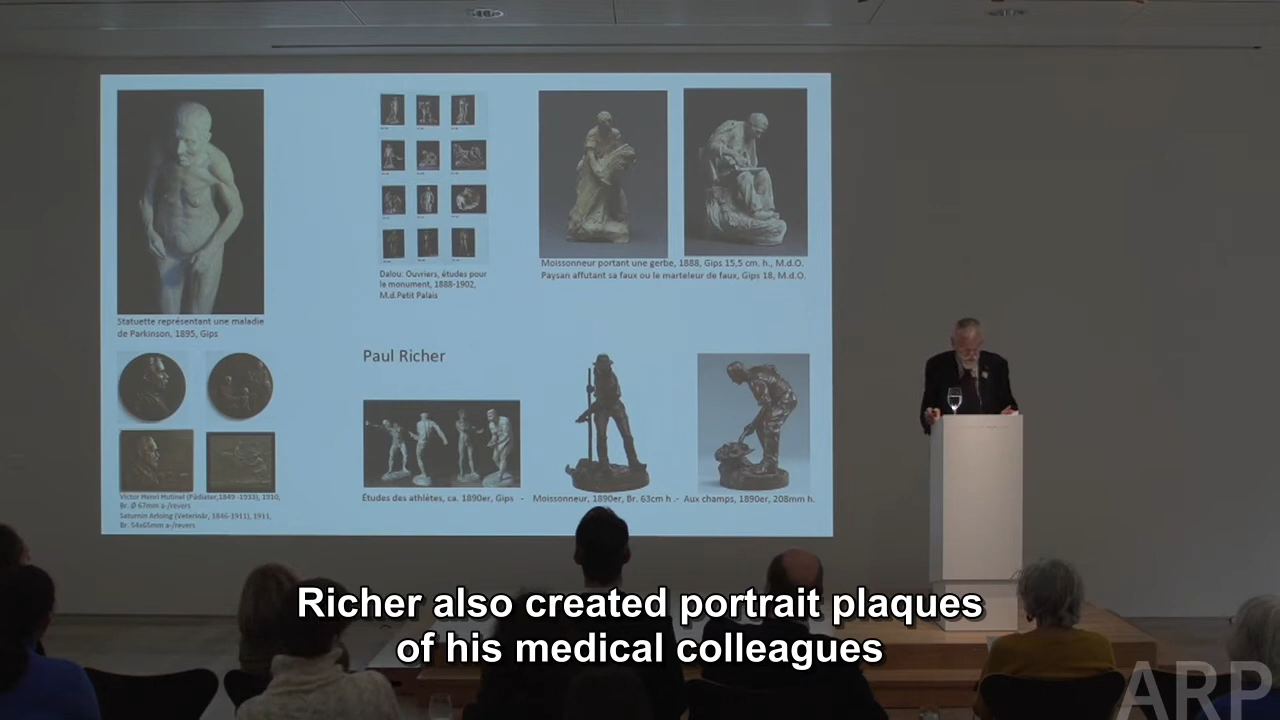 Statuette représentant une maladie
de Parkinson, 1895, Gips
Dalou: Ouvriers, études pour
le monument, 1888-1902,
M.d.Petit Palais
Moissonneur portant une gerbe, 1888, Gips 15,5 cm. h., M.d.O.
Paysan affutant sa faux ou le marteleur de faux, Gips 18, M.d.O.
Paul Richer
Victor Henri Hutinel (Pädiater,1849 -1933), 1910,
Br. Ø 67mm a-/revers
Saturnin Arloing (Veterinär, 1846-1911), 1911,
Br. 54x65mm a-/revers
Études des athlètes, ca. 1890er, Gips - Moissonneur, 1890er, Br. 63cm h .- Aux champs, 1890er, 208mm h.
Richer also created portrait plaques
of his medical colleagues
ARP